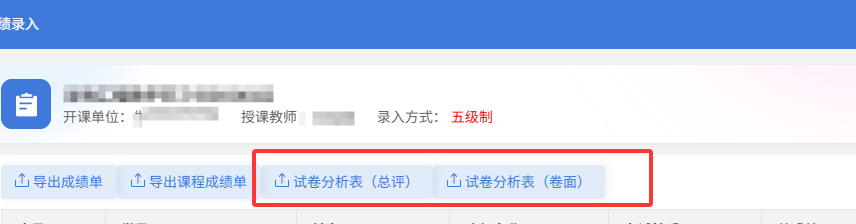 绩录入
开课单位：
授课教师
录入方式： 五级制
导出成绩单 导出课程成绩单 试卷分析表（总评） 试卷分析表（卷面）